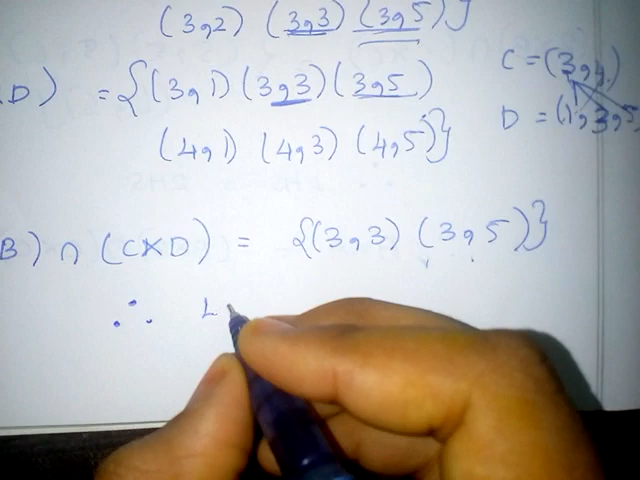 (3,2) (3,3) (3,5)}
D) = {(3,1) (3,3) (3,5)
(4,1) (4,3) (4,5)}
C = (3,4)
D = (1,3,5
B) ∩ (C×D) = {(3,3) (3,5)}
∴ L